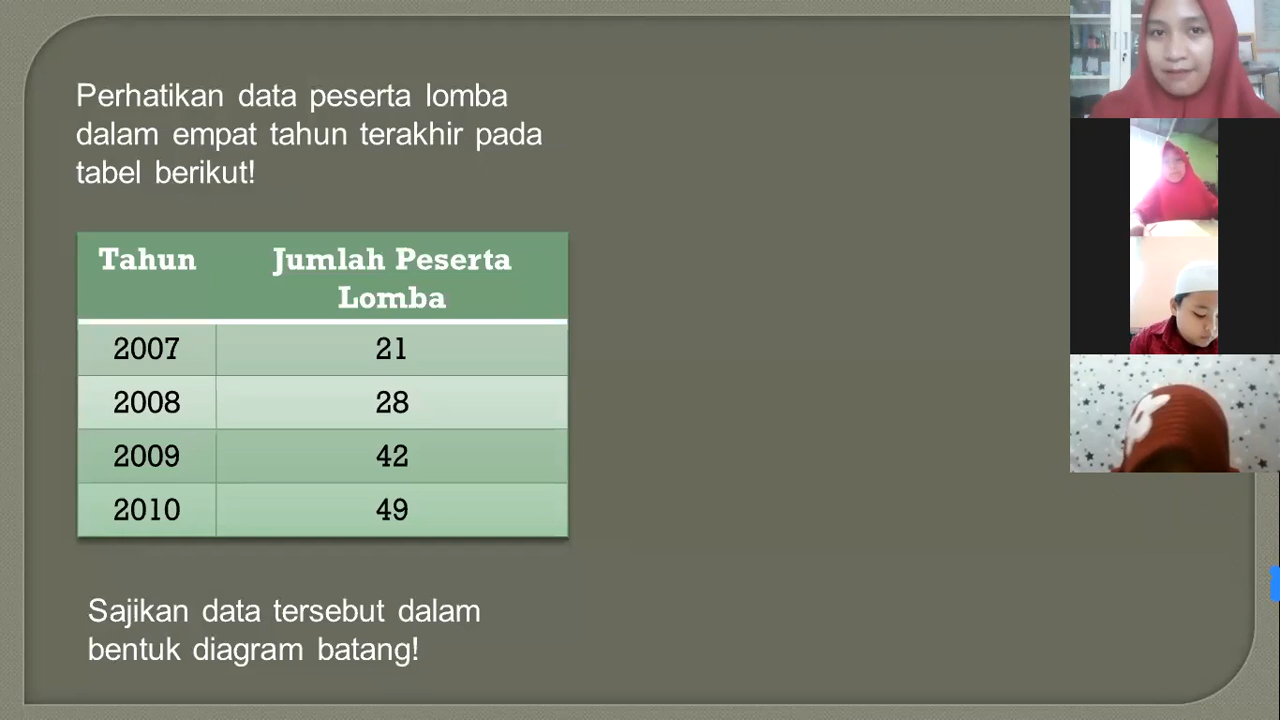 Perhatikan data peserta lomba
dalam empat tahun terakhir pada
tabel berikut!
Tahun Jumlah Peserta
Lomba
2007 21
2008 28
2009 42
2010 49
Sajikan data tersebut dalam
bentuk diagram batang!